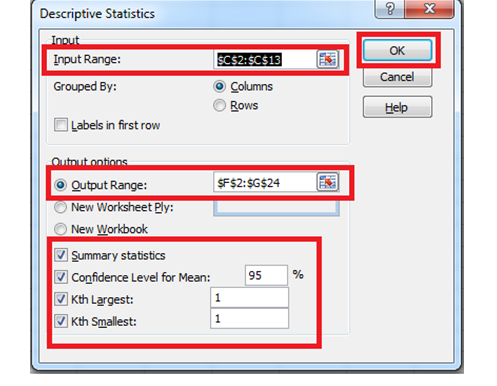 Descriptive Statistics
?
Input
Input Range: $C$2:$C$13
OK
Grouped By: Columns
Cancel
Rows
Help
Labels in first row
Output options
Output Range: $F$2:$G$24
New Worksheet Ply:
New Workbook
Summary statistics
Confidence Level for Mean: 95 %
Kth Largest: 1
Kth Smallest: 1